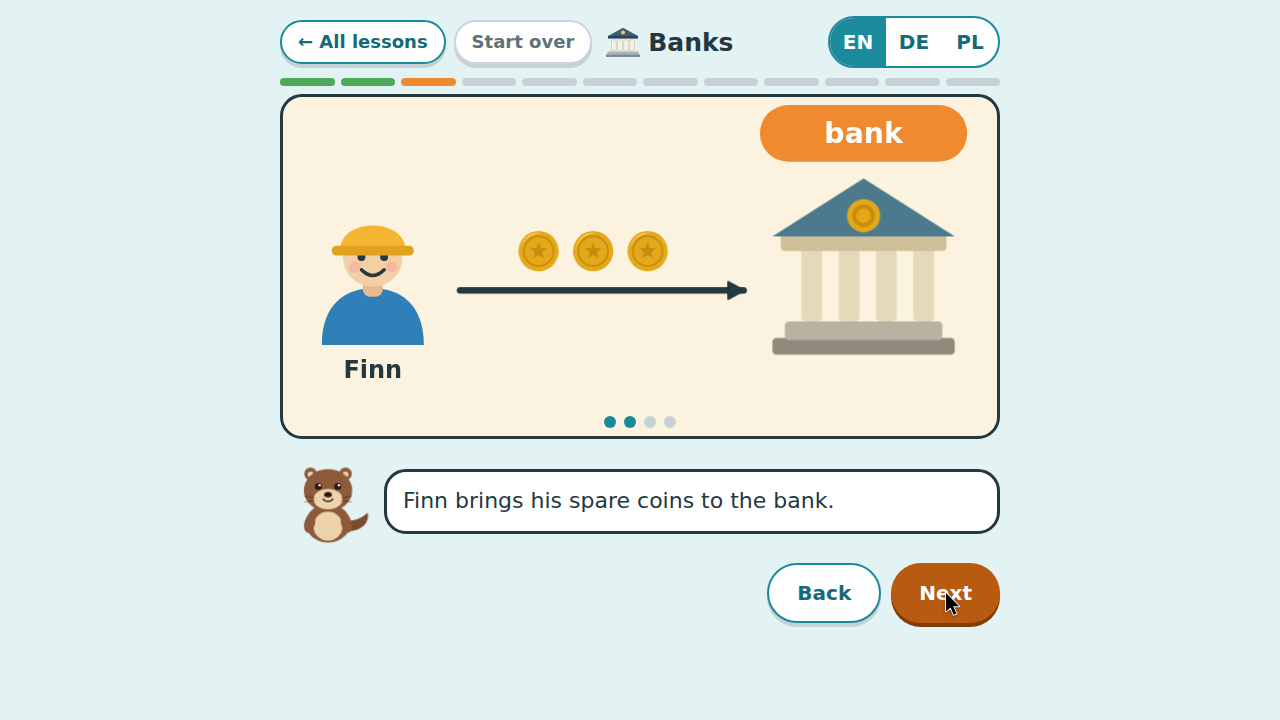 ← All lessons
Start over
Banks
EN
DE
PL
bank
Finn
Finn brings his spare coins to the bank.
Back
Next